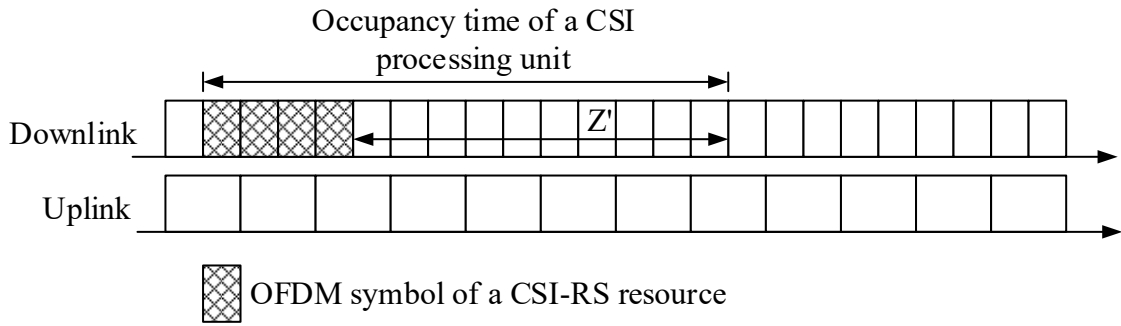 Occupancy time of a CSI
processing unit
Downlink
Z'
Uplink
OFDM symbol of a CSI-RS resource